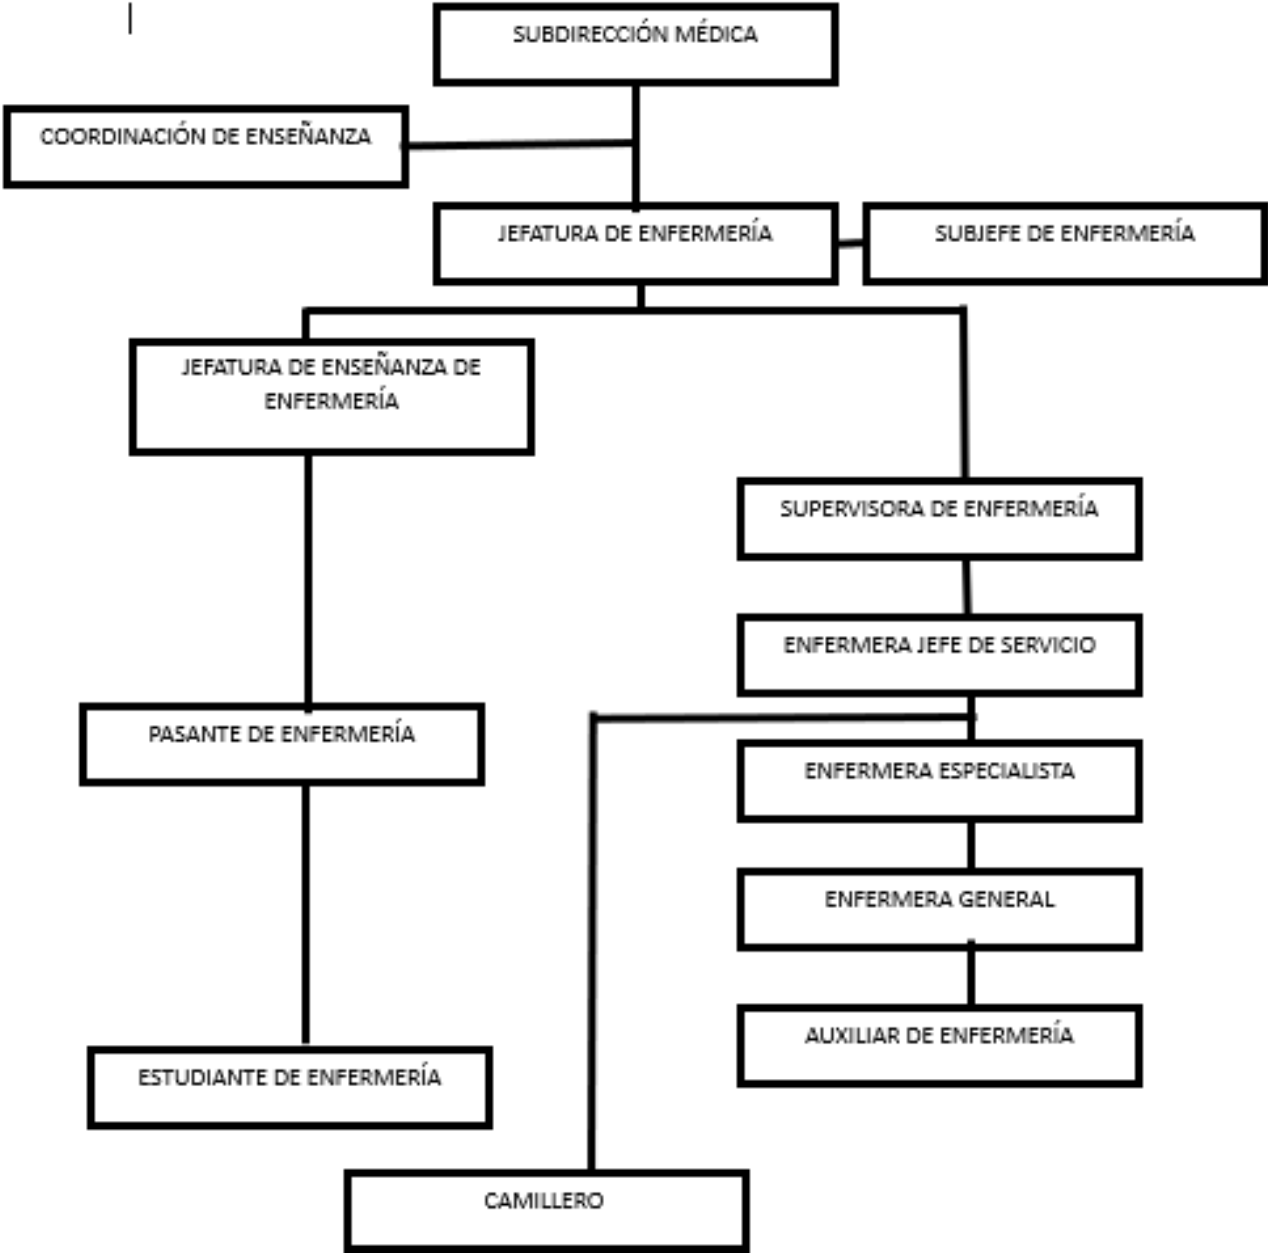 SUBDIRECCIÓN MÉDICA
COORDINACIÓN DE ENSEÑANZA
JEFATURA DE ENFERMERÍA
SUBJEFE DE ENFERMERÍA
JEFATURA DE ENSEÑANZA DE
ENFERMERÍA
SUPERVISORA DE ENFERMERÍA
ENFERMERA JEFE DE SERVICIO
PASANTE DE ENFERMERÍA
ENFERMERA ESPECIALISTA
ENFERMERA GENERAL
AUXILIAR DE ENFERMERÍA
ESTUDIANTE DE ENFERMERÍA
CAMILLERO